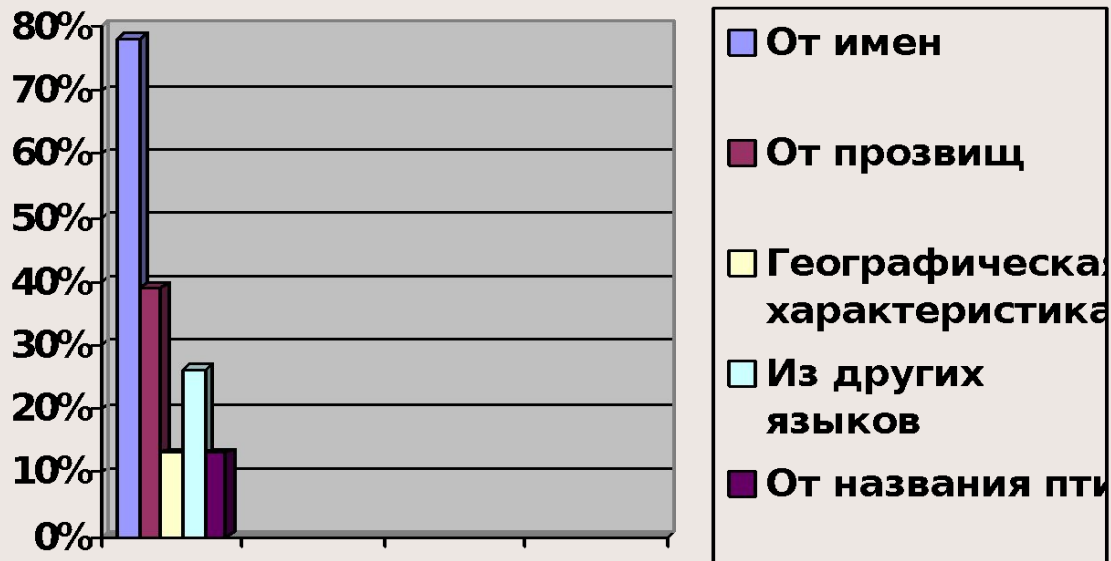 80%
70%
60%
50%
40%
30%
20%
10%
0%
От имен
От прозвищ
Географическая
характеристика
Из других
языков
От названия пти